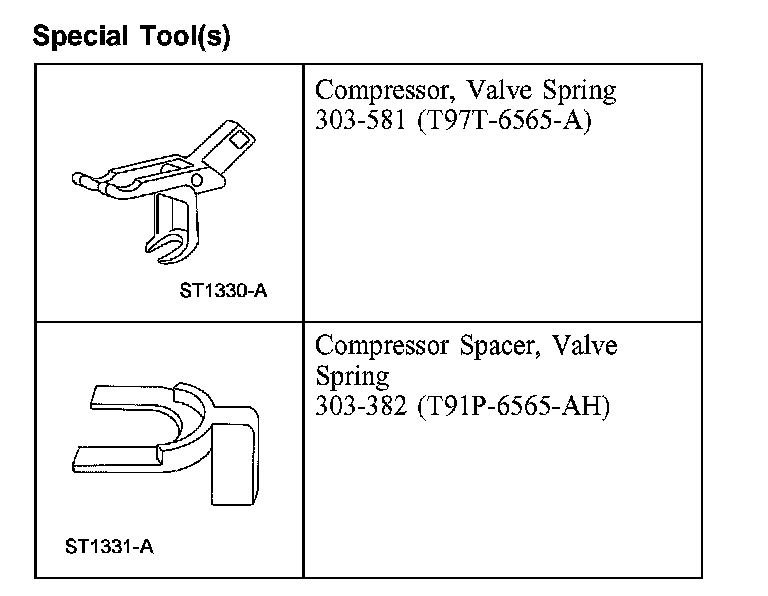 Special Tool(s)
Compressor, Valve Spring
303-581 (T97T-6565-A)
ST1330-A
Compressor Spacer, Valve
Spring
303-382 (T91P-6565-AH)
ST1331-A